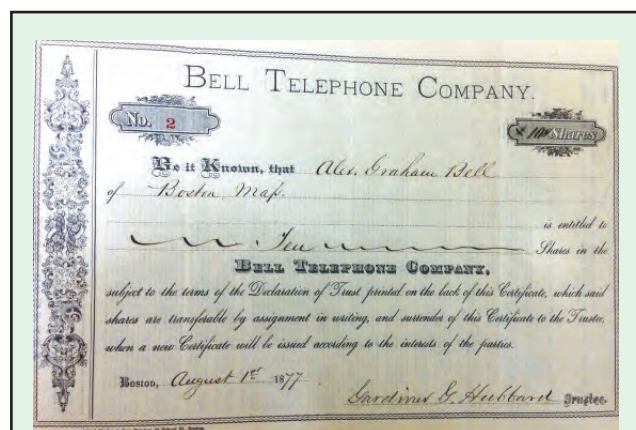 BELL TELEPHONE COMPANY.
No. 2
10 Shares
Be it Known, that Alex. Graham Bell
of Boston Mass.
is entitled to
Ten Shares in the
BELL TELEPHONE COMPANY,
subject to the terms of the Declaration of Trust printed on the back of this Certificate, which said
shares are transferable by assignment in writing, and surrender of this Certificate to the Trustee,
when a new Certificate will be issued according to the interests of the parties.
Boston, August 1st 1877.
Gardiner G. Hubbard Trustee.